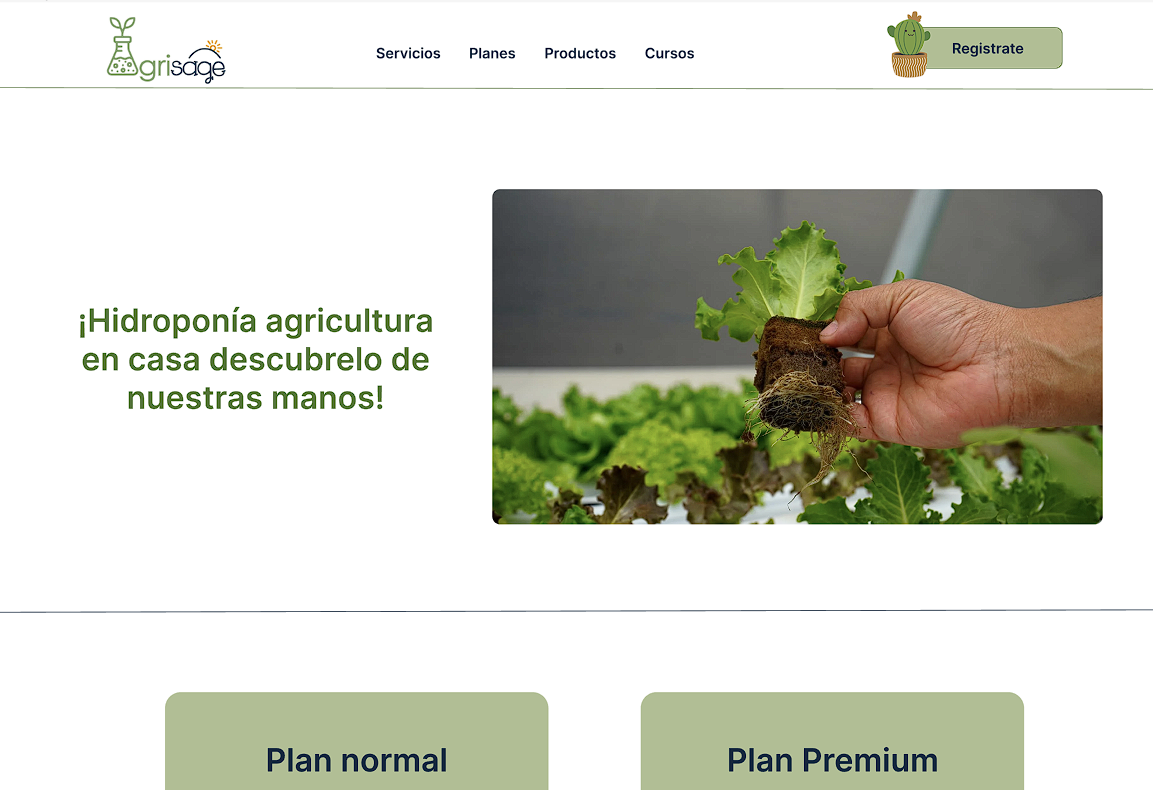 Agrisage
Servicios Planes Productos Cursos
Registrate
¡Hidroponía agricultura
en casa descubrelo de
nuestras manos!
Plan normal
Plan Premium